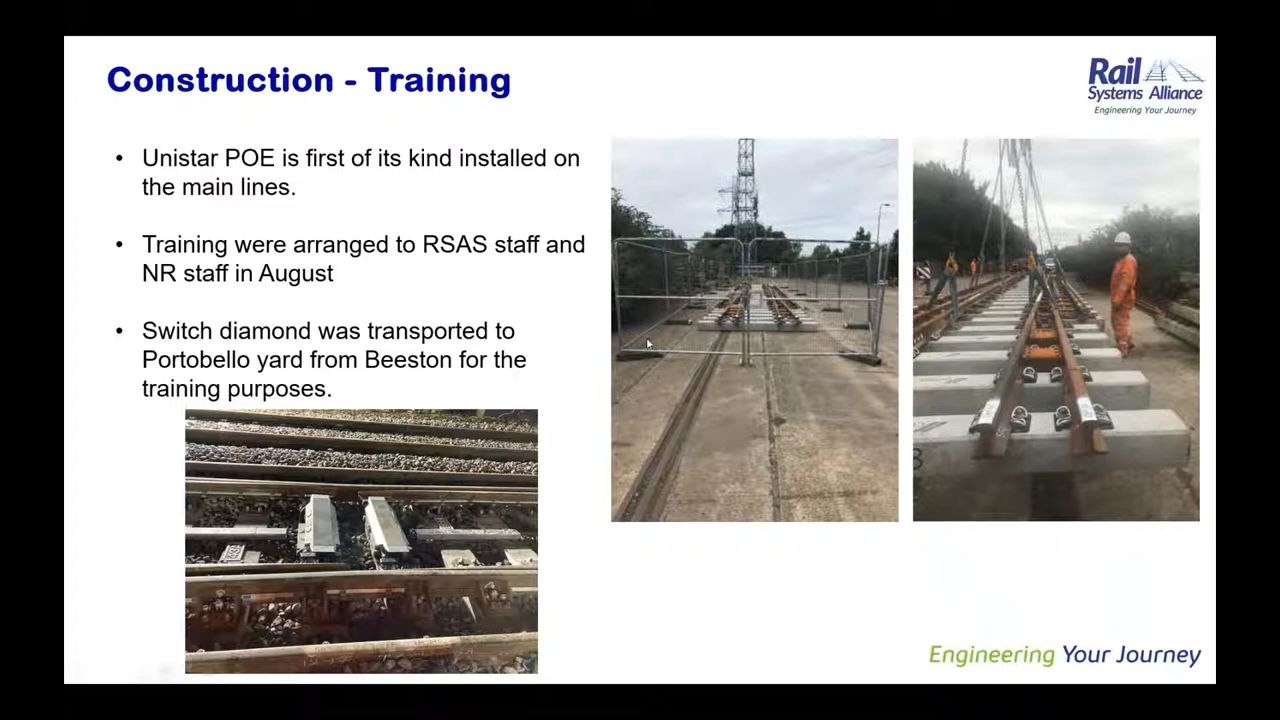 Construction - Training
Rail
Systems Alliance
Engineering Your Journey
• Unistar POE is first of its kind installed on
the main lines.
• Training were arranged to RSAS staff and
NR staff in August
• Switch diamond was transported to
Portobello yard from Beeston for the
training purposes.
Engineering Your Journey